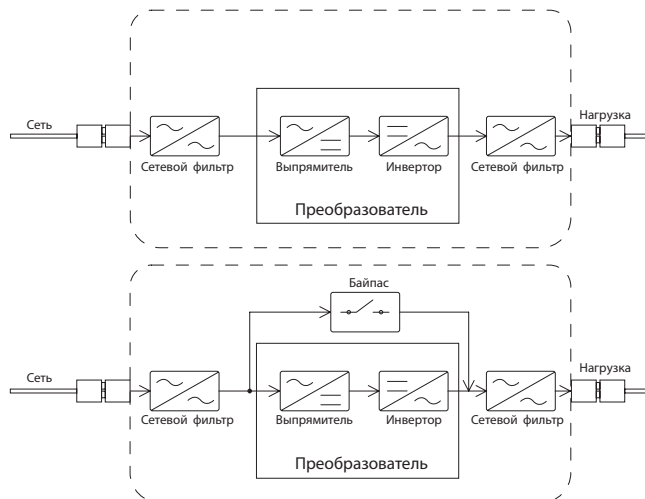 Сеть
Нагрузка
Сетевой фильтр
Выпрямитель
Инвертор
Сетевой фильтр
Преобразователь
Байпас
Сеть
Нагрузка
Сетевой фильтр
Выпрямитель
Инвертор
Сетевой фильтр
Преобразователь